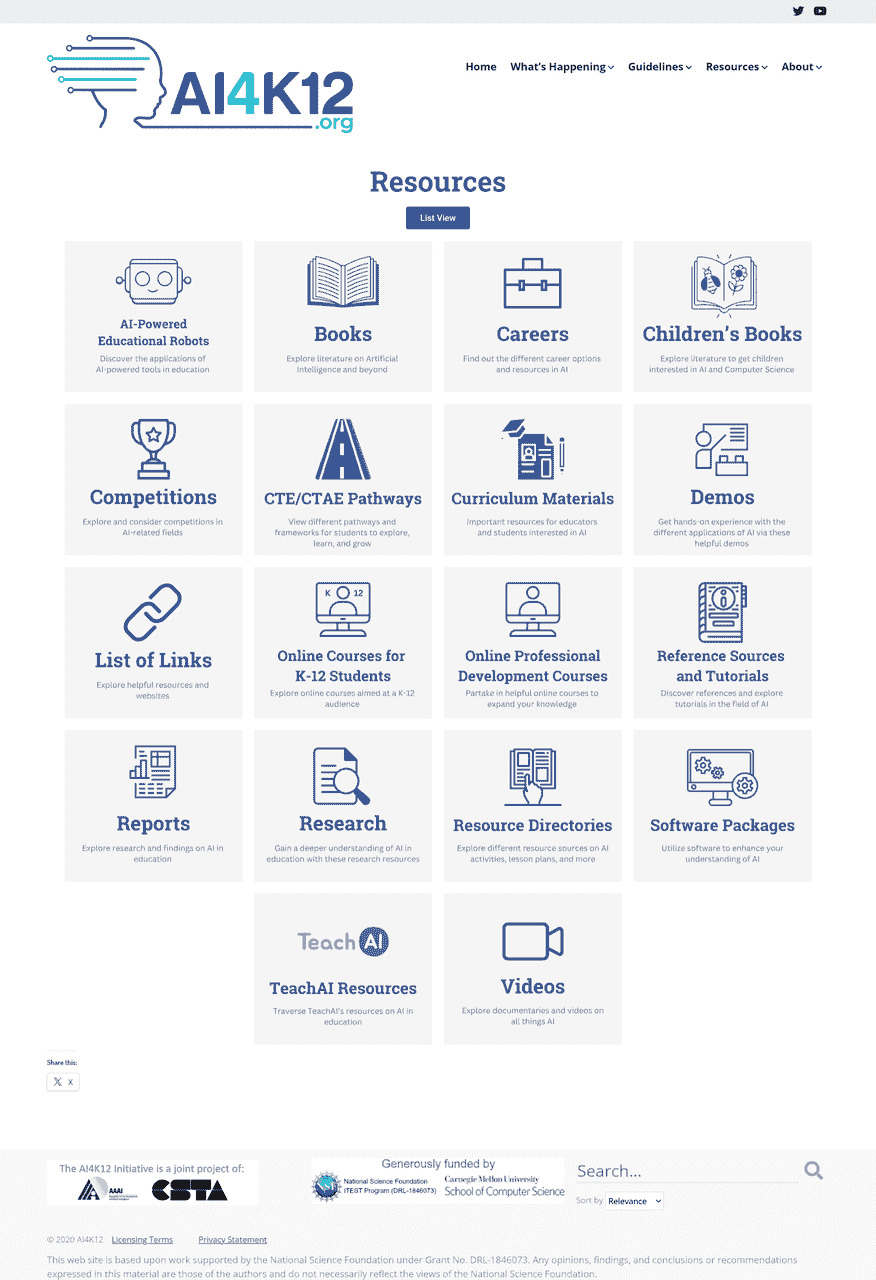 Home What's Happening Guidelines Resources About
AI4K12
.org
Resources
List View
AI-Powered
Educational Robots
Discover the applications of
AI-powered tools in education
Books
Explore literature on Artificial
Intelligence and beyond
Careers
Find out the different career options
and resources in AI
Children's Books
Explore literature to get children
interested in AI and Computer Science
Competitions
Explore and consider competitions in
AI-related fields
CTE/CTAE Pathways
View different pathways and
frameworks for students to explore,
learn, and grow
Curriculum Materials
Important resources for educators
and students interested in AI
Demos
Get hands-on experience with the
different applications of AI via these
helpful demos
List of Links
Explore helpful resources and
websites
K 12
Online Courses for
K-12 Students
Explore online courses aimed at a K-12
audience
Online Professional
Development Courses
Partake in helpful online courses to
expand your knowledge
Reference Sources
and Tutorials
Discover references and explore
tutorials in the field of AI
Reports
Explore research and findings on AI in
education
Research
Gain a deeper understanding of AI in
education with these research resources
Resource Directories
Explore different resource sources on AI
activities, lesson plans, and more
Software Packages
Utilize software to enhance your
understanding of AI
Teach AI
TeachAI Resources
Traverse TeachAI's resources on AI in
education
Videos
Explore documentaries and videos on
all things AI
Share this:
X
The AI4K12 Initiative is a joint project of:
AAAI
CSTA
Generously funded by
NSF
National Science Foundation
ITEST Program (DRL-1846073)
Carnegie Mellon University
School of Computer Science
Search...
Sort by Relevance
© 2020 AI4K12 Licensing Terms Privacy Statement
This web site is based upon work supported by the National Science Foundation under Grant No. DRL-1846073. Any opinions, findings, and conclusions or recommendations
expressed in this material are those of the authors and do not necessarily reflect the views of the National Science Foundation.